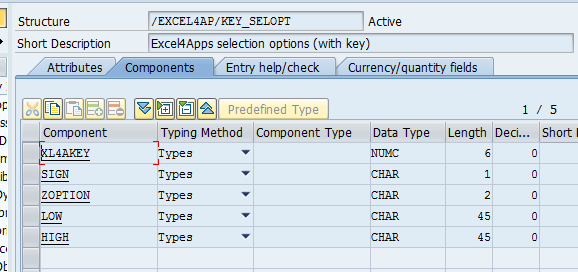 Structure /EXCEL4AP/KEY_SELOPT Active
Short Description Excel4Apps selection options (with key)
Attributes Components Entry help/check Currency/quantity fields
Predefined Type 1 / 5
Component Typing Method Component Type Data Type Length Deci... Short
XL4AKEY Types NUMC 6 0
SIGN Types CHAR 1 0
ZOPTION Types CHAR 2 0
LOW Types CHAR 45 0
HIGH Types CHAR 45 0